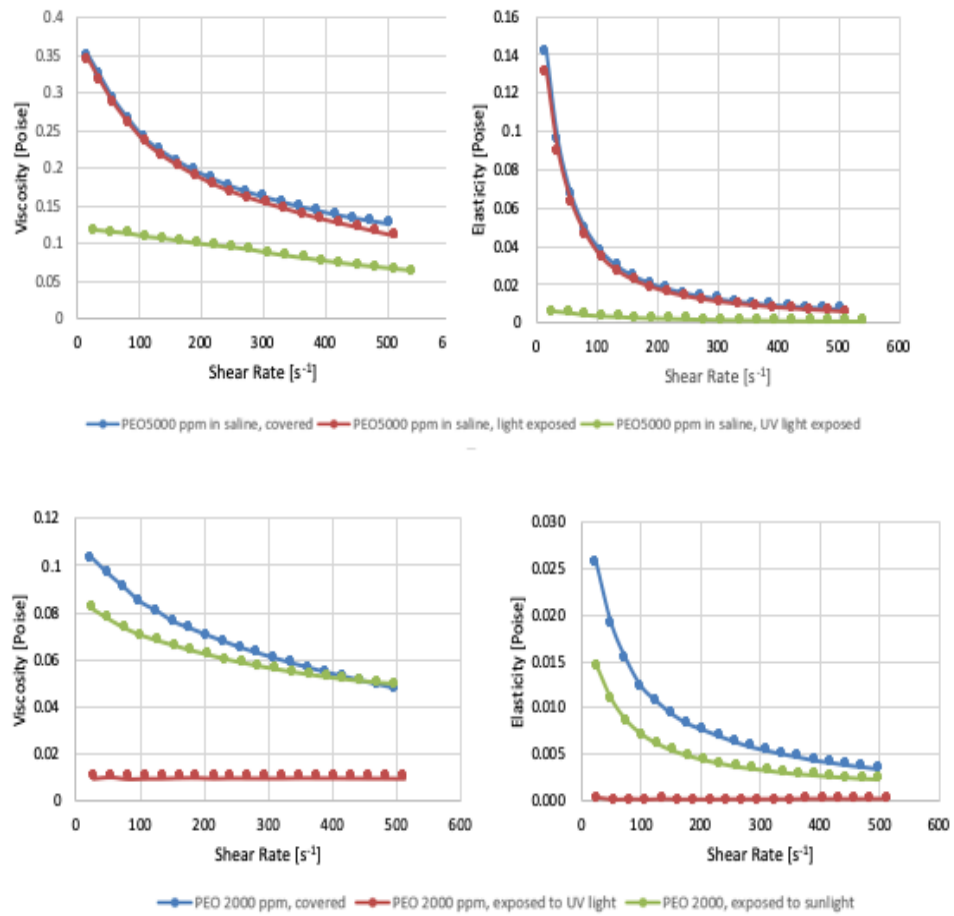 0.4
0.35
0.3
0.25
0.2
0.15
0.1
0.05
0
Viscosity [Poise]
0 100 200 300 400 500 6
Shear Rate [s-1]
0.16
0.14
0.12
0.1
0.08
0.06
0.04
0.02
0
Elasticity [Poise]
0 100 200 300 400 500 600
Shear Rate [s-1]
PEO5000 ppm in saline, covered PEO5000 ppm in saline, light exposed PEO5000 ppm in saline, UV light exposed
0.12
0.1
0.08
0.06
0.04
0.02
0
Viscosity [Poise]
0 100 200 300 400 500 600
Shear Rate [s-1]
0.030
0.025
0.020
0.015
0.010
0.005
0.000
Elasticity [Poise]
0 100 200 300 400 500 600
Shear Rate [s-1]
PEO 2000 ppm, covered PEO 2000 ppm, exposed to UV light PEO 2000, exposed to sunlight